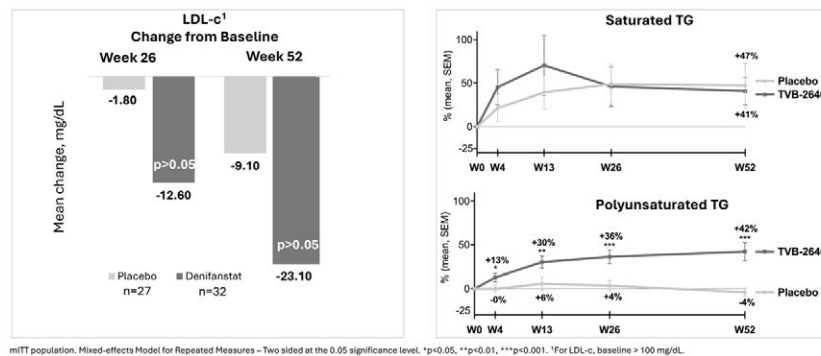 LDL-c¹
Change from Baseline
Week 26
Week 52
Mean change, mg/dL
-1.80
p>0.05
-12.60
-9.10
p>0.05
-23.10
Placebo
n=27
Denifanstat
n=32
Saturated TG
% (mean, SEM)
100
50
0
-25
+47%
Placebo
TVB-2640
+41%
W0 W4 W13 W26 W52
Polyunsaturated TG
% (mean, SEM)
100
50
0
-25
+13%
*
+30%
**
+36%
***
+42%
***
TVB-2640
Placebo
-0%
+6%
+4%
-4%
W0 W4 W13 W26 W52
mITT population. Mixed-effects Model for Repeated Measures – Two sided at the 0.05 significance level. *p<0.05, **p<0.01, ***p<0.001. ¹For LDL-c, baseline > 100 mg/dL.